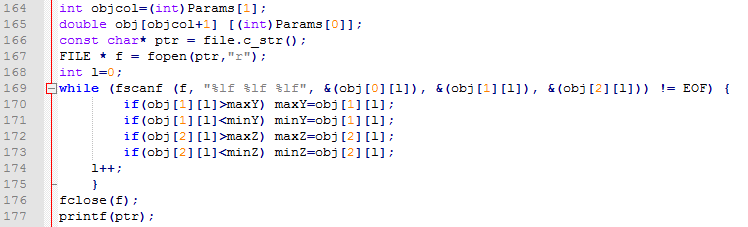 164 int objcol=(int)Params[1];
165 double obj[objcol+1] [(int)Params[0]];
166 const char* ptr = file.c_str();
167 FILE * f = fopen(ptr,"r");
168 int l=0;
169 while (fscanf (f, "%lf %lf %lf", &(obj[0][l]), &(obj[1][l]), &(obj[2][l])) != EOF) {
170 if(obj[1][l]>maxY) maxY=obj[1][l];
171 if(obj[1][l]<minY) minY=obj[1][l];
172 if(obj[2][l]>maxZ) maxZ=obj[2][l];
173 if(obj[2][l]<minZ) minZ=obj[2][l];
174 l++;
175 }
176 fclose(f);
177 printf(ptr);